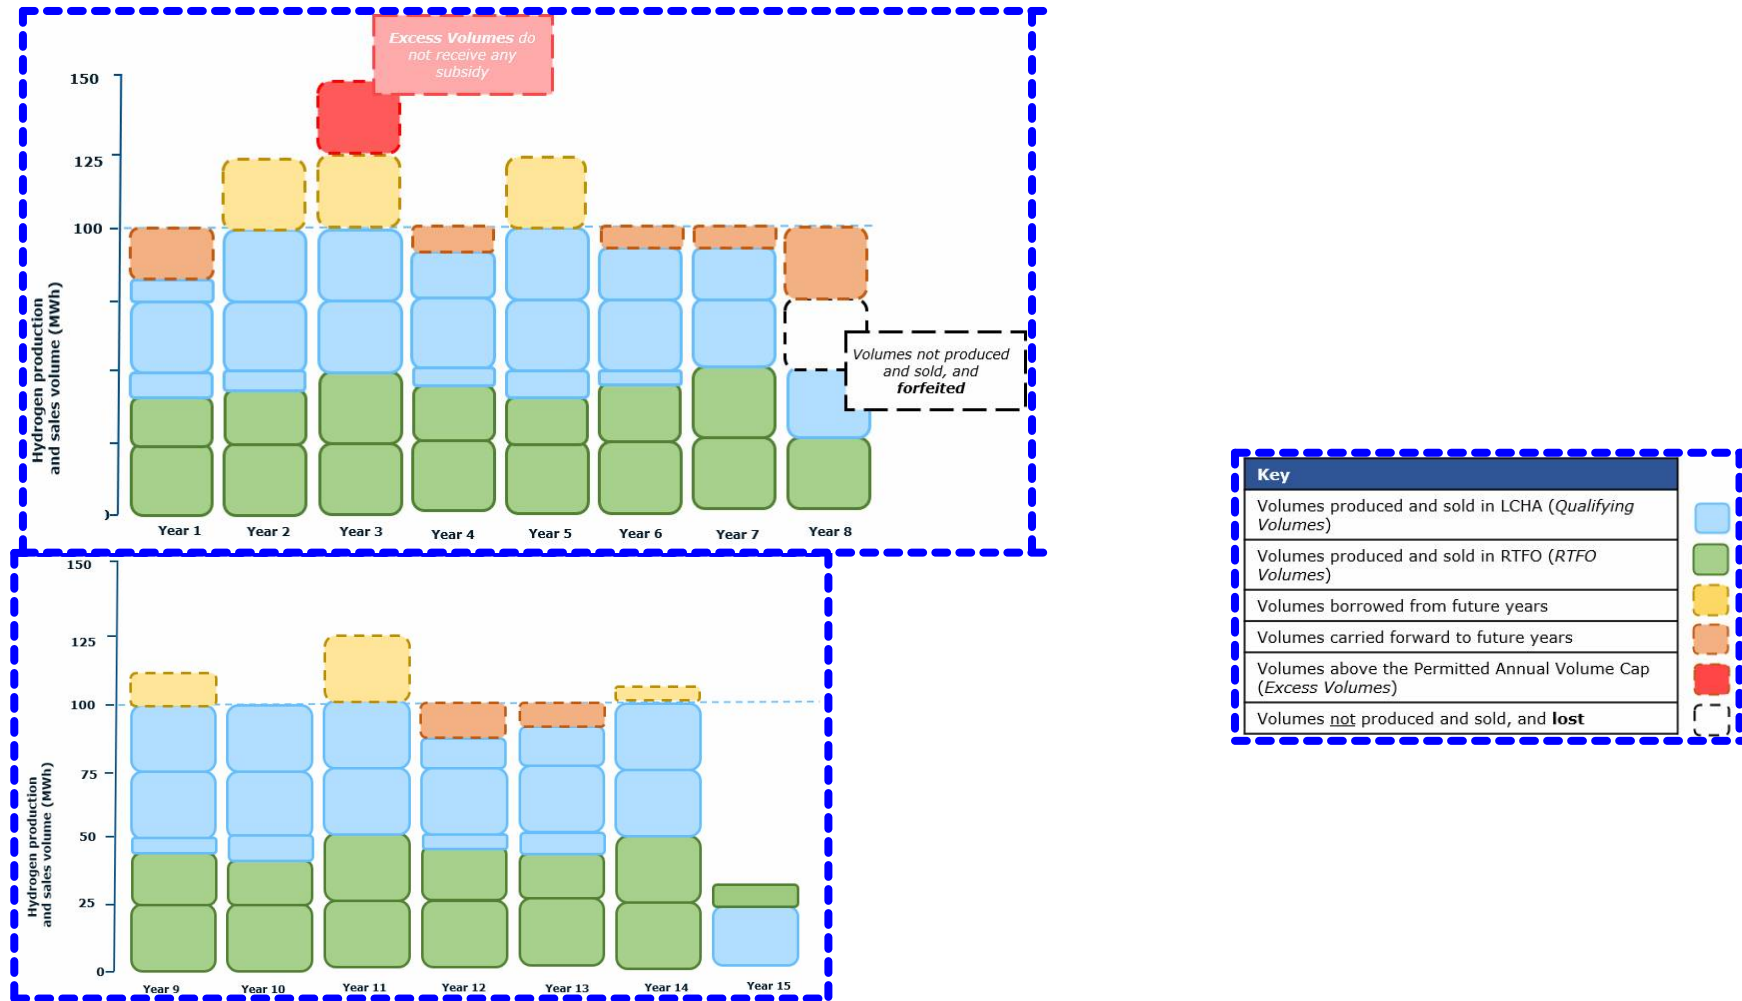 Excess Volumes do
not receive any
subsidy
150
125
100
Hydrogen production
and sales volume (MWh)
Volumes not produced
and sold, and
forfeited
Year 1
Year 2
Year 3
Year 4
Year 5
Year 6
Year 7
Year 8
150
125
100
75
50
25
0
Hydrogen production
and sales volume (MWh)
Year 9
Year 10
Year 11
Year 12
Year 13
Year 14
Year 15
Key
Volumes produced and sold in LCHA (Qualifying
Volumes)
Volumes produced and sold in RTFO (RTFO
Volumes)
Volumes borrowed from future years
Volumes carried forward to future years
Volumes above the Permitted Annual Volume Cap
(Excess Volumes)
Volumes not produced and sold, and lost